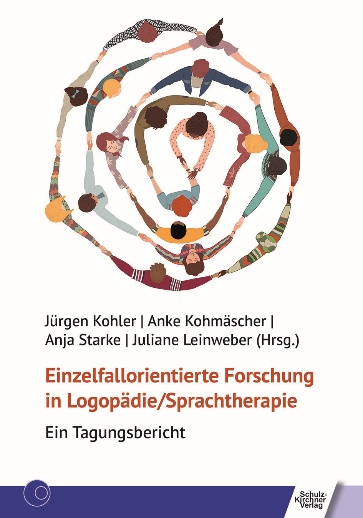 Jürgen Kohler | Anke Kohmäscher |
Anja Starke | Juliane Leinweber (Hrsg.)
Einzelfallorientierte Forschung
in Logopädie/Sprachtherapie
Ein Tagungsbericht
Schulz-
Kirchner
Verlag